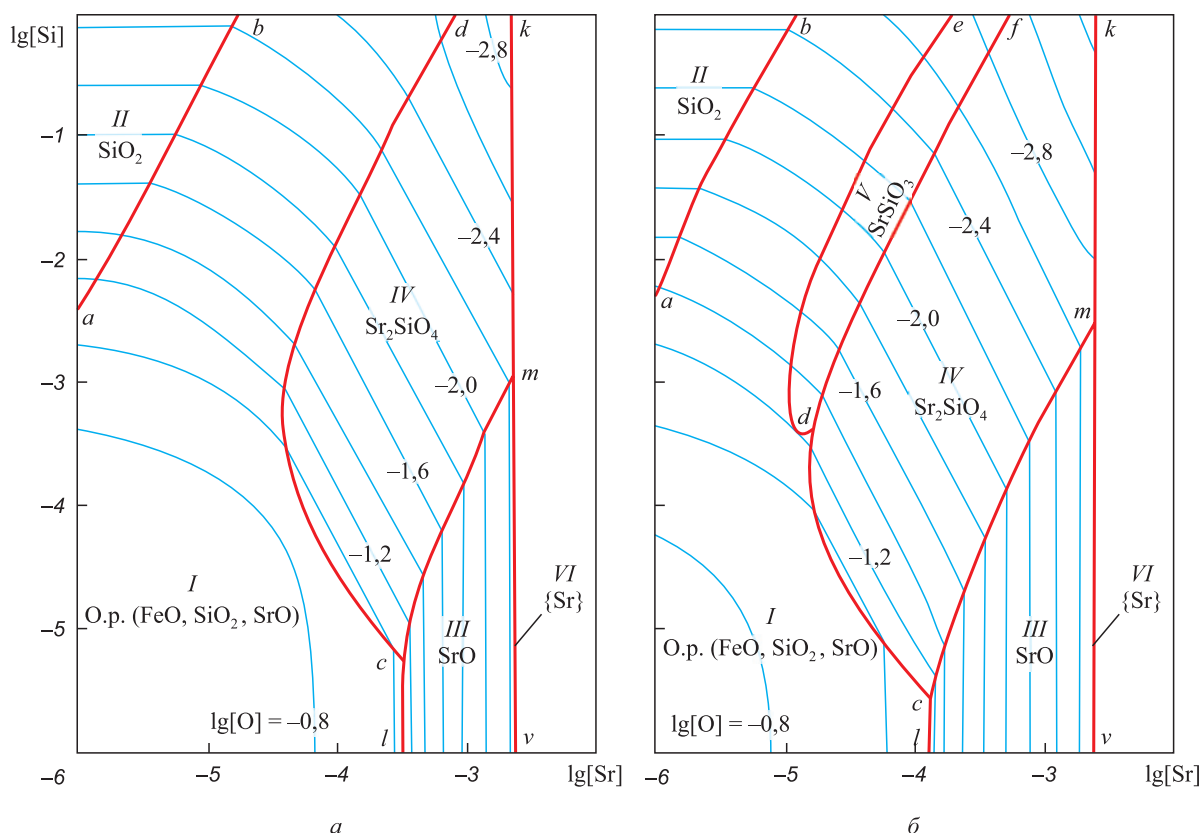 lg[Si]
b
d
k
–2,8
II
SiO2
–1
–2,4
–2
a
IV
Sr2SiO4
–2,0
m
–3
–1,6
–4
–1,2
I
О.р. (FeO, SiO2, SrO)
III
SrO
VI
{Sr}
–5
c
lg[O] = –0,8
l
v
–6
–5
–4
–3
lg[Sr]
а
b
e
f
k
II
SiO2
–2,8
V
SrSiO3
–2,4
a
–2,0
m
d
–1,6
IV
Sr2SiO4
–1,2
I
О.р. (FeO, SiO2, SrO)
III
SrO
VI
{Sr}
c
lg[O] = –0,8
l
v
–6
–5
–4
–3
lg[Sr]
б